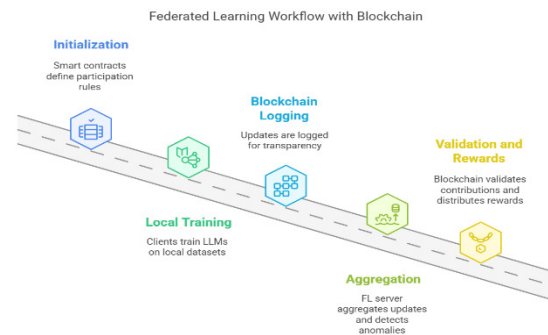 Federated Learning Workflow with Blockchain
Initialization
Smart contracts
define participation
rules
Local Training
Clients train LLMs
on local datasets
Blockchain
Logging
Updates are logged
for transparency
Aggregation
FL server
aggregates updates
and detects
anomalies
Validation and
Rewards
Blockchain validates
contributions and
distributes rewards